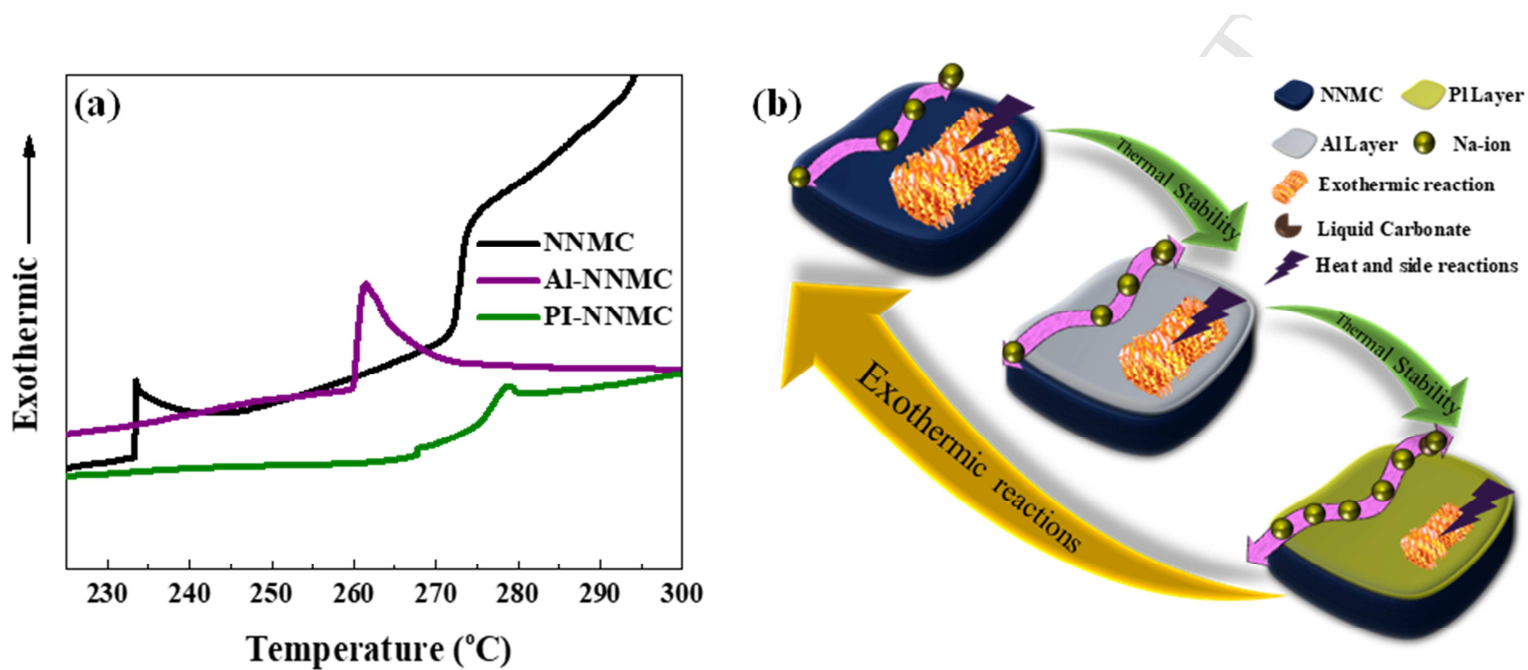 (a)
Exothermic
NNMC
Al-NNMC
PI-NNMC
230 240 250 260 270 280 290 300
Temperature (°C)
(b)
NNMC
PI Layer
Al Layer
Na-ion
Exothermic reaction
Liquid Carbonate
Heat and side reactions
Thermal Stability
Thermal Stability
Exothermic reactions